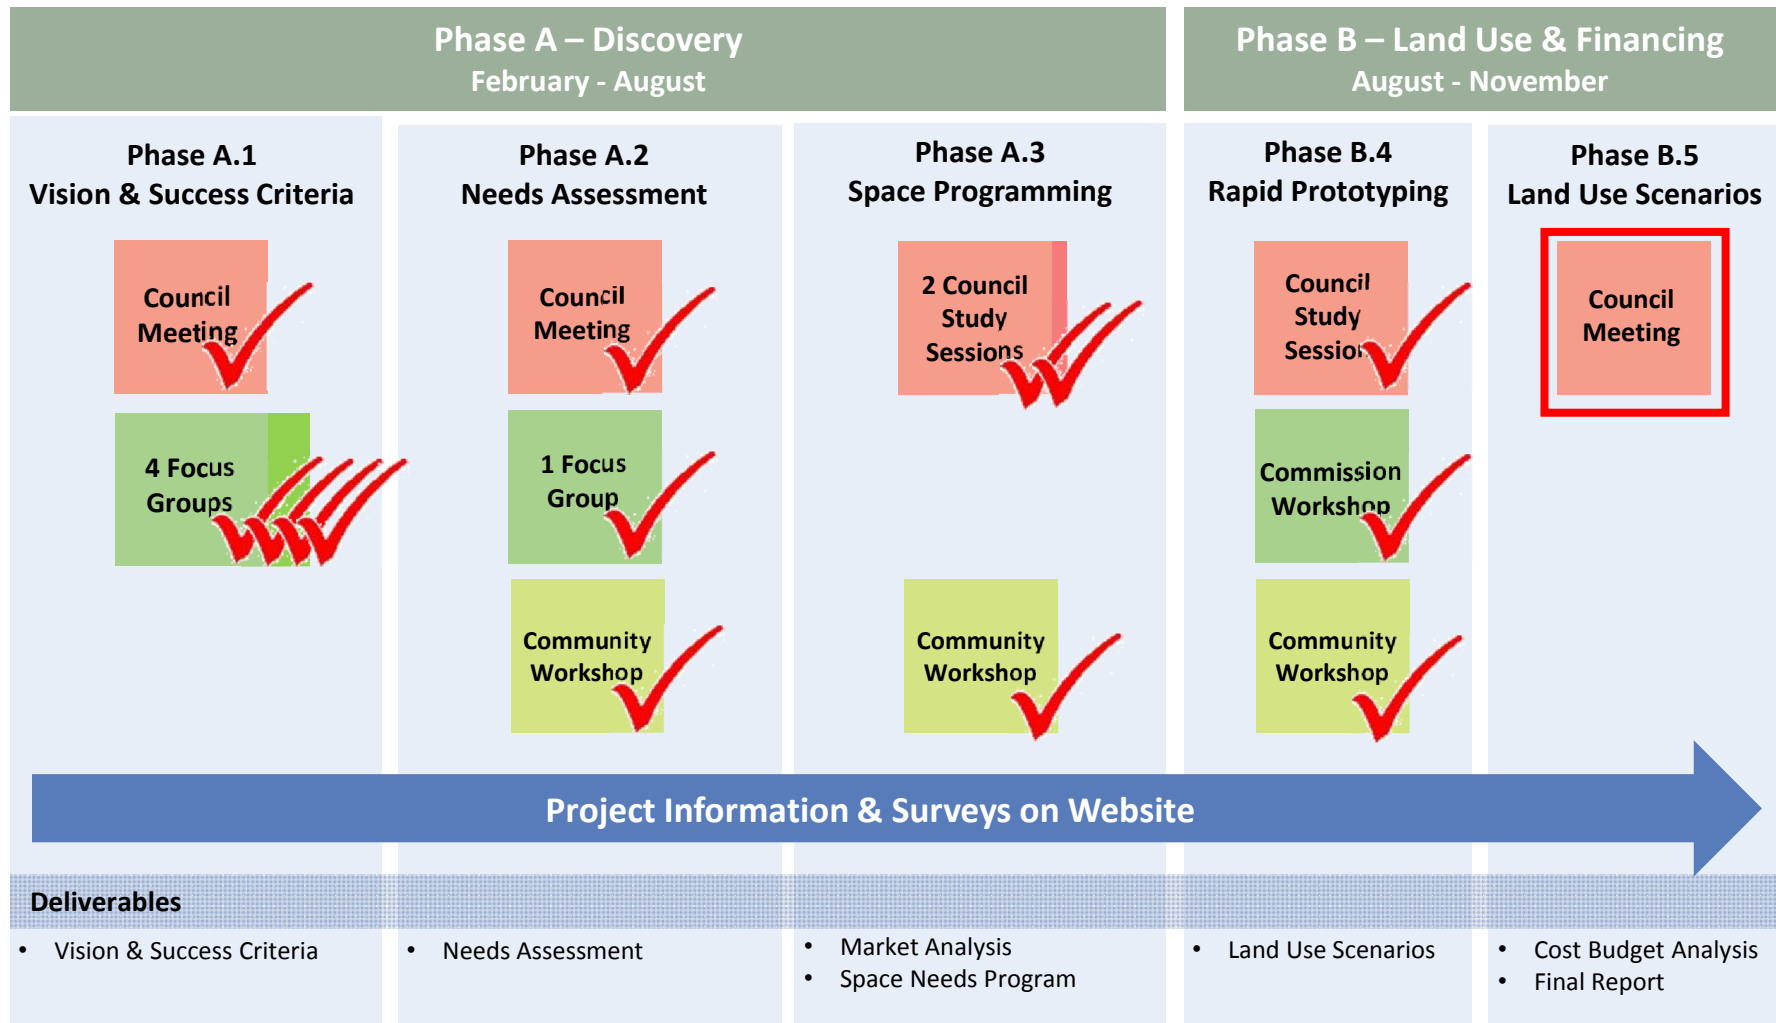 Phase A – Discovery
February - August
Phase B – Land Use & Financing
August - November
Phase A.1
Vision & Success Criteria
Phase A.2
Needs Assessment
Phase A.3
Space Programming
Phase B.4
Rapid Prototyping
Phase B.5
Land Use Scenarios
Council
Meeting
Council
Meeting
2 Council
Study
Sessions
Council
Study
Session
Council
Meeting
4 Focus
Groups
1 Focus
Group
Commission
Workshop
Community
Workshop
Community
Workshop
Community
Workshop
Project Information & Surveys on Website
Deliverables
• Vision & Success Criteria
• Needs Assessment
• Market Analysis
• Space Needs Program
• Land Use Scenarios
• Cost Budget Analysis
• Final Report